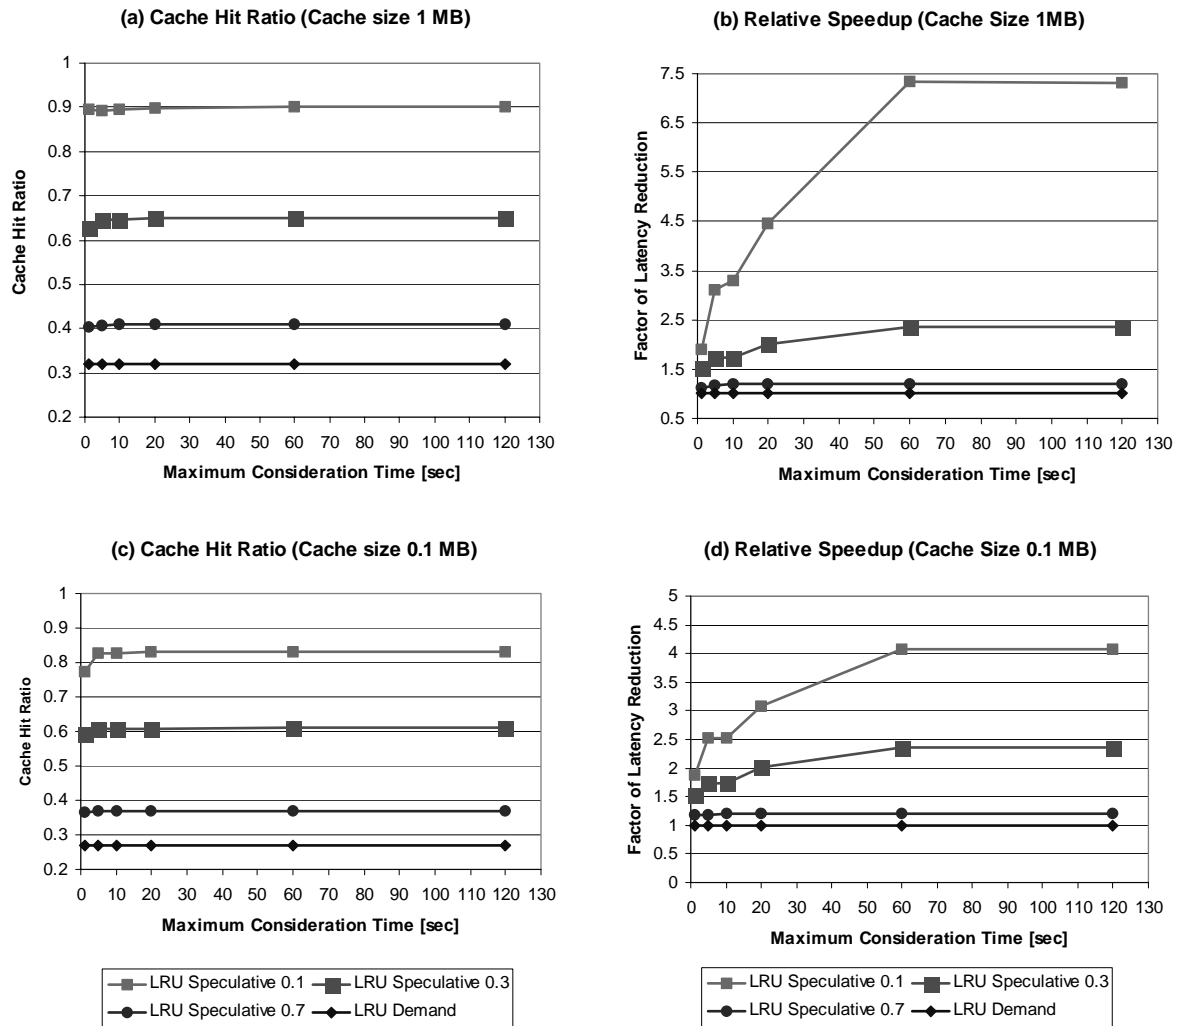 (a) Cache Hit Ratio (Cache size 1 MB)
Cache Hit Ratio
1
0.9
0.8
0.7
0.6
0.5
0.4
0.3
0.2
0 10 20 30 40 50 60 70 80 90 100 110 120 130
Maximum Consideration Time [sec]
(b) Relative Speedup (Cache Size 1MB)
Factor of Latency Reduction
7.5
6.5
5.5
4.5
3.5
2.5
1.5
0.5
0 10 20 30 40 50 60 70 80 90 100 110 120 130
Maximum Consideration Time [sec]
(c) Cache Hit Ratio (Cache size 0.1 MB)
Cache Hit Ratio
1
0.9
0.8
0.7
0.6
0.5
0.4
0.3
0.2
0 10 20 30 40 50 60 70 80 90 100 110 120 130
Maximum Consideration Time [sec]
LRU Speculative 0.1 LRU Speculative 0.3
LRU Speculative 0.7 LRU Demand
(d) Relative Speedup (Cache Size 0.1 MB)
Factor of Latency Reduction
5
4.5
4
3.5
3
2.5
2
1.5
1
0.5
0
0 10 20 30 40 50 60 70 80 90 100 110 120 130
Maximum Consideration Time [sec]
LRU Speculative 0.1 LRU Speculative 0.3
LRU Speculative 0.7 LRU Demand